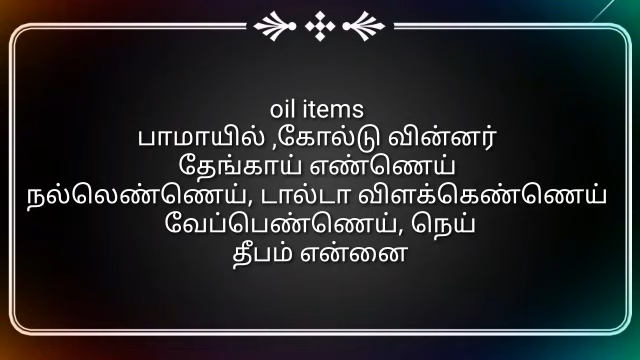 oil items
பாமாயில் ,கோல்டு வின்னர்
தேங்காய் எண்ணெய்
நல்லெண்ணெய், டால்டா விளக்கெண்ணெய்
வேப்பெண்ணெய், நெய்
தீபம் என்னை